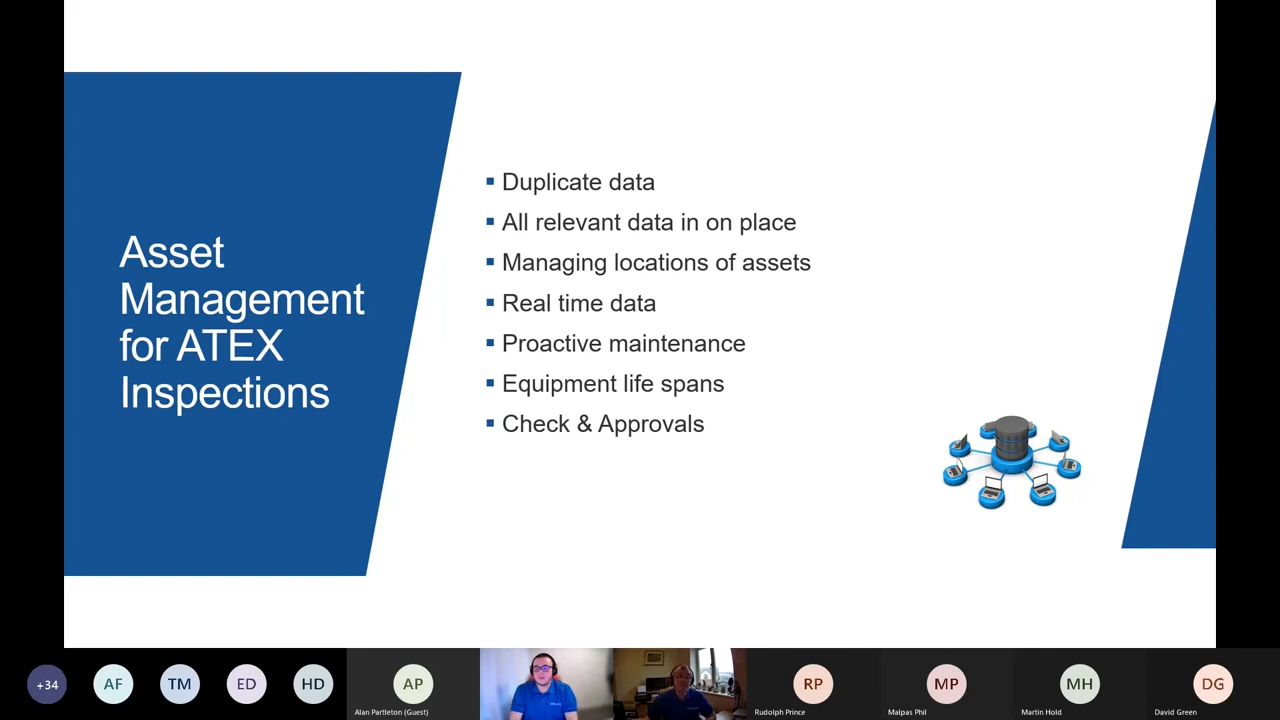 Asset
Management
for ATEX
Inspections
Duplicate data
All relevant data in on place
Managing locations of assets
Real time data
Proactive maintenance
Equipment life spans
Check & Approvals
+34
AF
TM
ED
HD
AP
Alan Partleton (Guest)
RP
Rudolph Prince
MP
Malpas Phil
MH
Martin Hold
DG
David Green